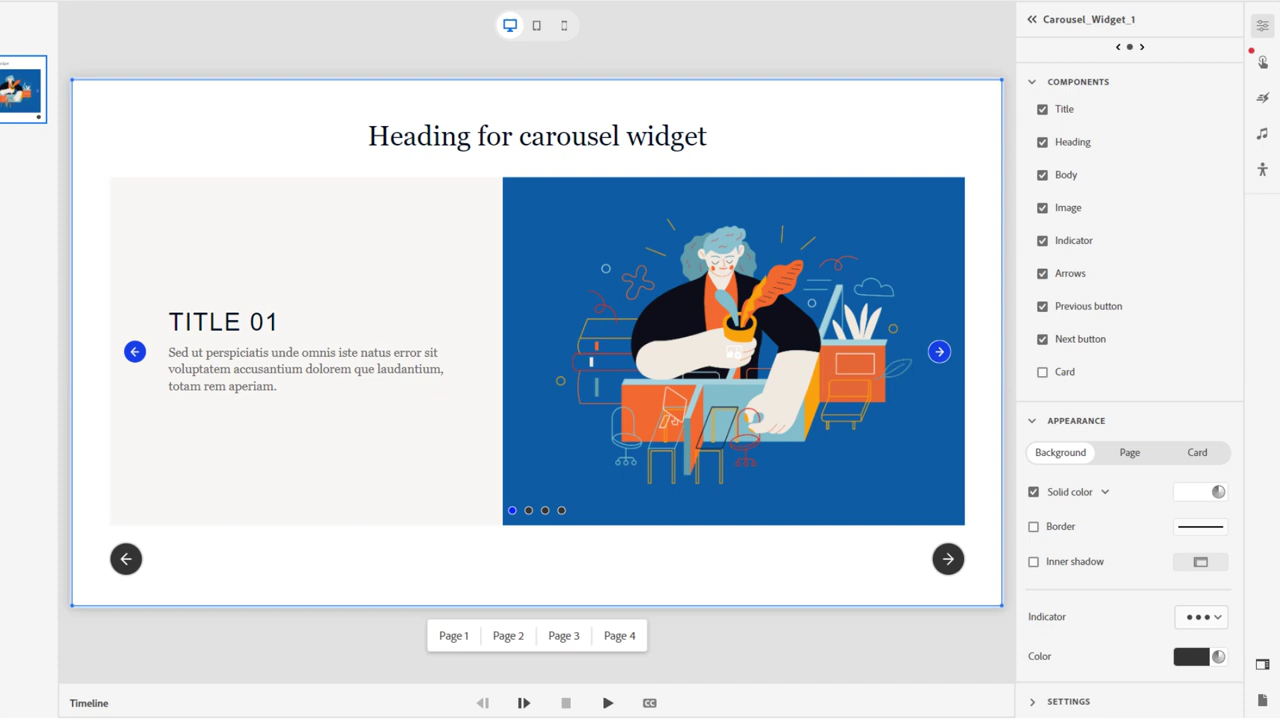 Carousel_Widget_1
COMPONENTS
Title
Heading
Body
Image
Indicator
Arrows
Previous button
Next button
Card
APPEARANCE
Background
Page
Card
Solid color
Border
Inner shadow
Indicator
Color
SETTINGS
Heading for carousel widget
TITLE 01
Sed ut perspiciatis unde omnis iste natus error sit
voluptatem accusantium dolorem que laudantium,
totam rem aperiam.
Page 1
Page 2
Page 3
Page 4
Timeline
CC